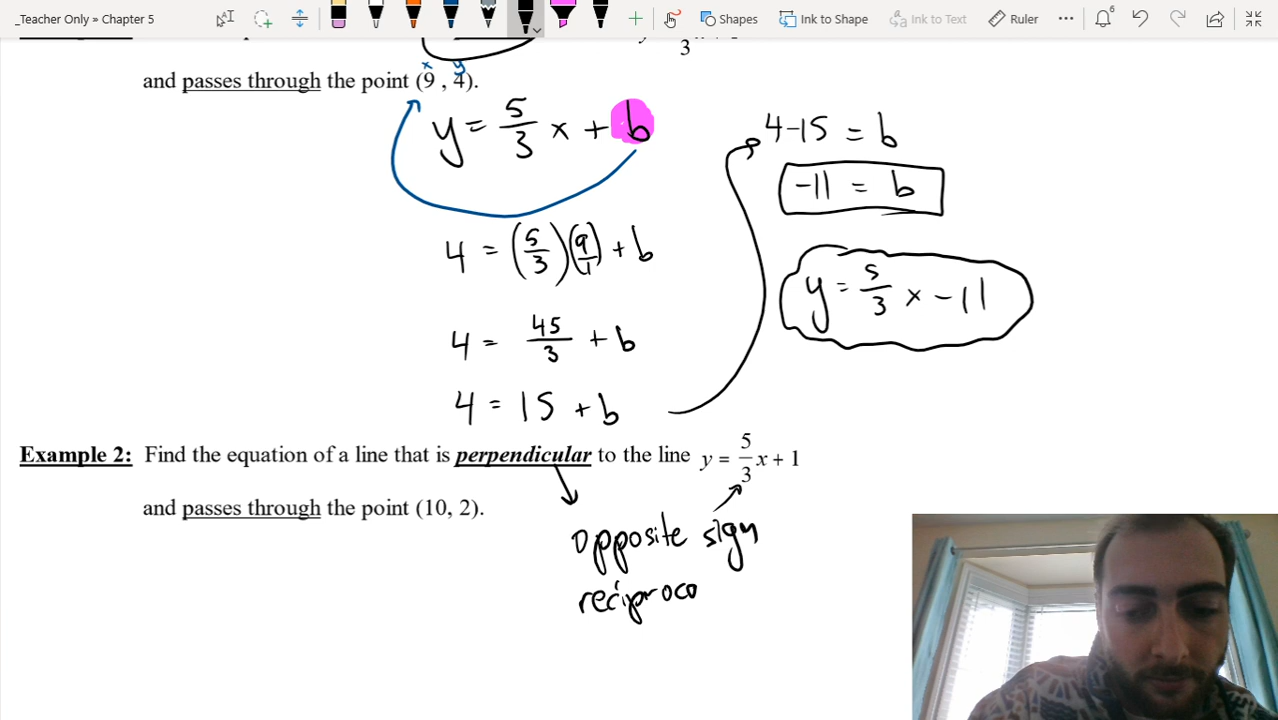 _Teacher Only » Chapter 5
Shapes Ink to Shape Ink to Text Ruler 6
3
and passes through the point (9 , 4).
x y
y = 5/3 x + b
4 = (5/3)(9/1) + b
4 = 45/3 + b
4 = 15 + b
4-15 = b
-11 = b
y = 5/3 x - 11
Example 2: Find the equation of a line that is perpendicular to the line y = 5/3 x + 1
and passes through the point (10, 2).
opposite sign
reciproco